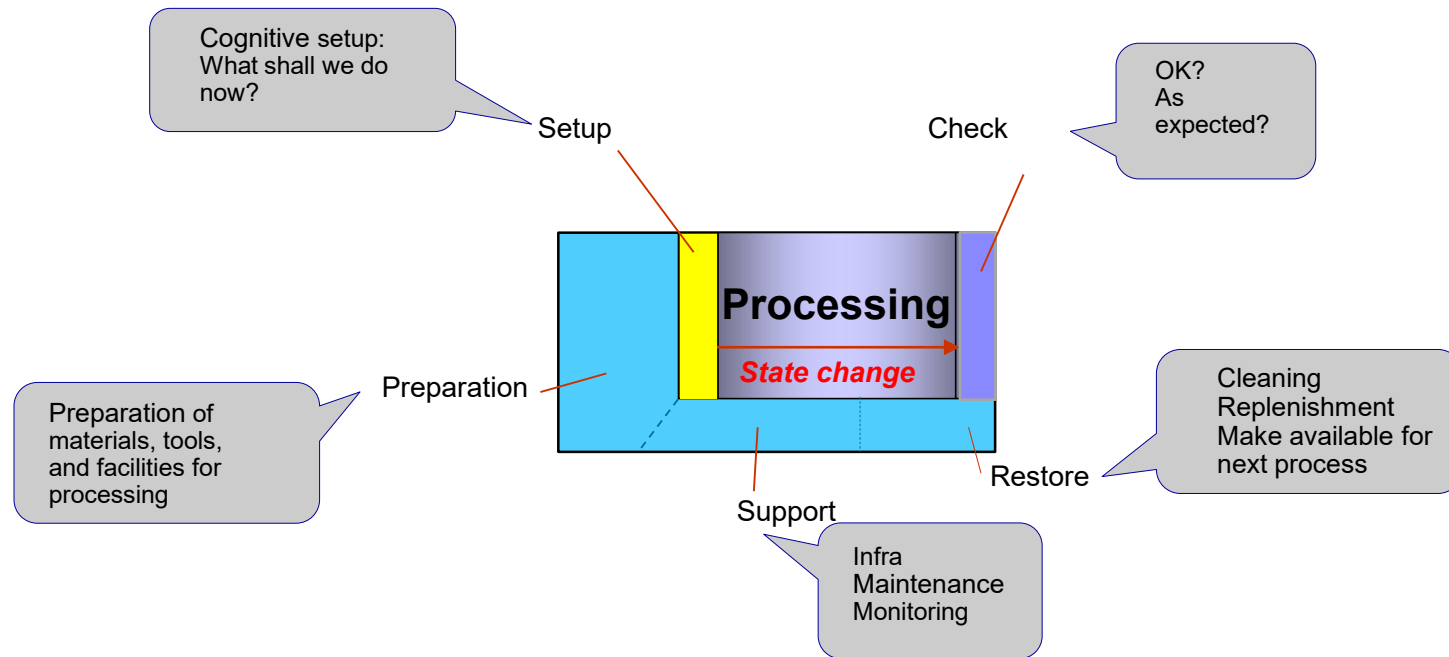 Cognitive setup:
What shall we do
now?
OK?
As
expected?
Setup
Check
Processing
State change
Preparation
Preparation of
materials, tools,
and facilities for
processing
Cleaning
Replenishment
Make available for
next process
Restore
Support
Infra
Maintenance
Monitoring